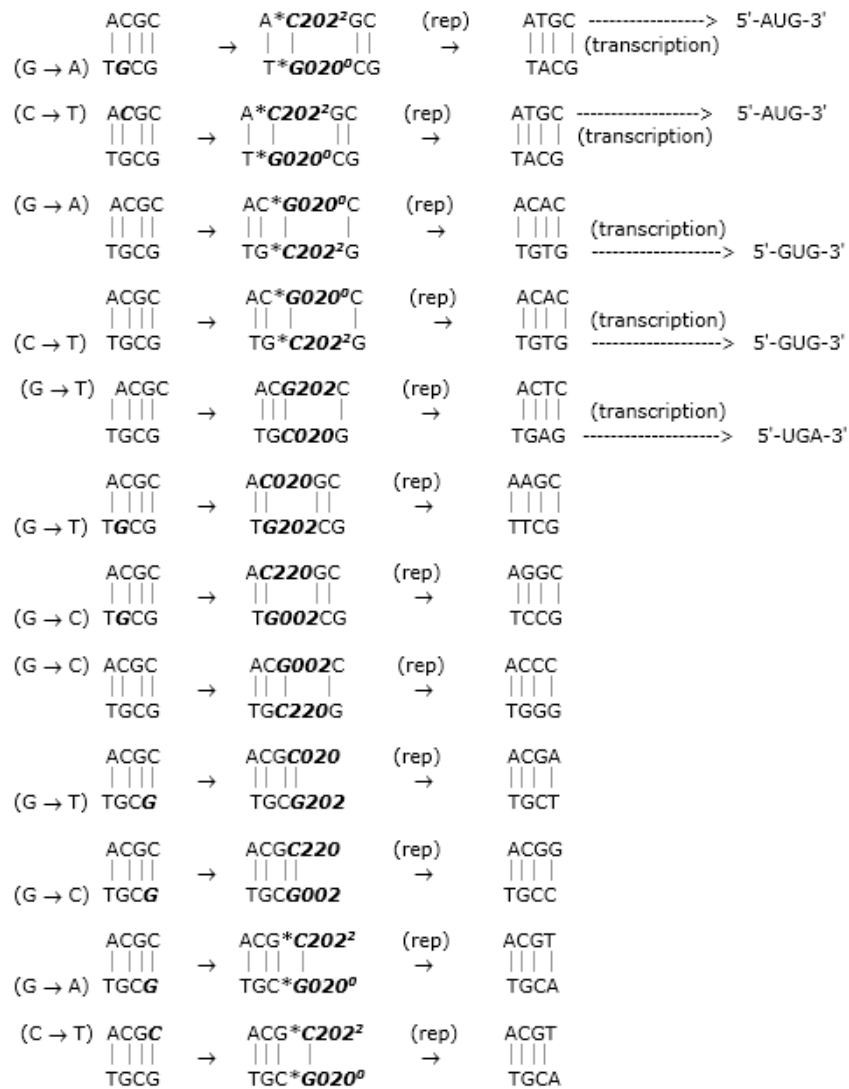 ACGC A*C202²GC (rep) ATGC -----------------> 5'-AUG-3'
|||| → | | || → |||| (transcription)
(G → A) TGCG T*G020⁰CG TACG
(C → T) ACGC A*C202²GC (rep) ATGC ------------------> 5'-AUG-3'
|| || → | | || → |||| (transcription)
TGCG T*G020⁰CG TACG
(G → A) ACGC AC*G020⁰C (rep) ACAC
|| || → || | | → |||| (transcription)
TGCG TG*C202²G TGTG -------------------> 5'-GUG-3'
ACGC AC*G020⁰C (rep) ACAC
|||| → || | | → |||| (transcription)
(C → T) TGCG TG*C202²G TGTG -------------------> 5'-GUG-3'
(G → T) ACGC ACG202C (rep) ACTC
|||| → ||| | → |||| (transcription)
TGCG TGC020G TGAG ------------------> 5'-UGA-3'
ACGC AC020GC (rep) AAGC
|||| → || || → ||||
(G → T) TGCG TG202CG TTCG
ACGC AC220GC (rep) AGGC
|||| → || || → ||||
(G → C) TGCG TG002CG TCCG
(G → C) ACGC ACG002C (rep) ACCC
|| || → || | | → ||||
TGCG TGC220G TGGG
ACGC ACGC020 (rep) ACGA
|||| → || || → ||||
(G → T) TGCG TGCG202 TGCT
ACGC ACGC220 (rep) ACGG
|||| → || || → ||||
(G → C) TGCG TGCG002 TGCC
ACGC ACG*C202² (rep) ACGT
|||| → ||| | → ||||
(G → A) TGCG TGC*G020⁰ TGCA
(C → T) ACGC ACG*C202² (rep) ACGT
|||| → ||| | → ||||
TGCG TGC*G020⁰ TGCA